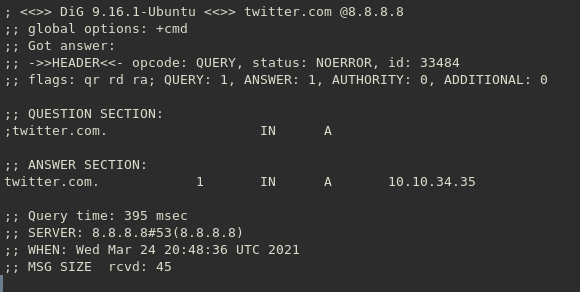 ; <<>> DiG 9.16.1-Ubuntu <<>> twitter.com @8.8.8.8
;; global options: +cmd
;; Got answer:
;; ->>HEADER<<- opcode: QUERY, status: NOERROR, id: 33484
;; flags: qr rd ra; QUERY: 1, ANSWER: 1, AUTHORITY: 0, ADDITIONAL: 0
;; QUESTION SECTION:
;twitter.com. IN A
;; ANSWER SECTION:
twitter.com. 1 IN A 10.10.34.35
;; Query time: 395 msec
;; SERVER: 8.8.8.8#53(8.8.8.8)
;; WHEN: Wed Mar 24 20:48:36 UTC 2021
;; MSG SIZE rcvd: 45